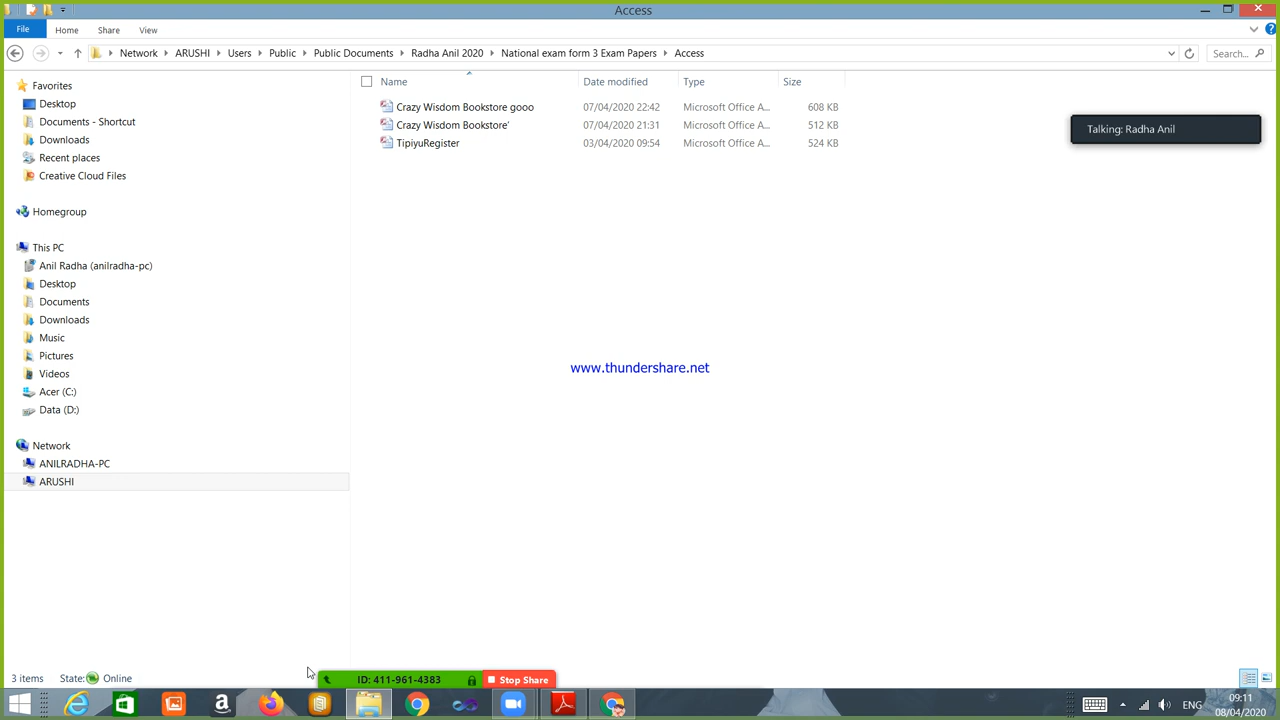 Access
File
Home
Share
View
Network
ARUSHI
Users
Public
Public Documents
Radha Anil 2020
National exam form 3 Exam Papers
Access
Search...
Favorites
Desktop
Documents - Shortcut
Downloads
Recent places
Creative Cloud Files
Homegroup
This PC
Anil Radha (anilradha-pc)
Desktop
Documents
Downloads
Music
Pictures
Videos
Acer (C:)
Data (D:)
Network
ANILRADHA-PC
ARUSHI
Name Date modified Type Size
Crazy Wisdom Bookstore gooo 07/04/2020 22:42 Microsoft Office A... 608 KB
Crazy Wisdom Bookstore' 07/04/2020 21:31 Microsoft Office A... 512 KB
TipiyuRegister 03/04/2020 09:54 Microsoft Office A... 524 KB
Talking: Radha Anil
www.thundershare.net
3 items State: Online
ID: 411-961-4383
Stop Share
ENG
09:11
08/04/2020